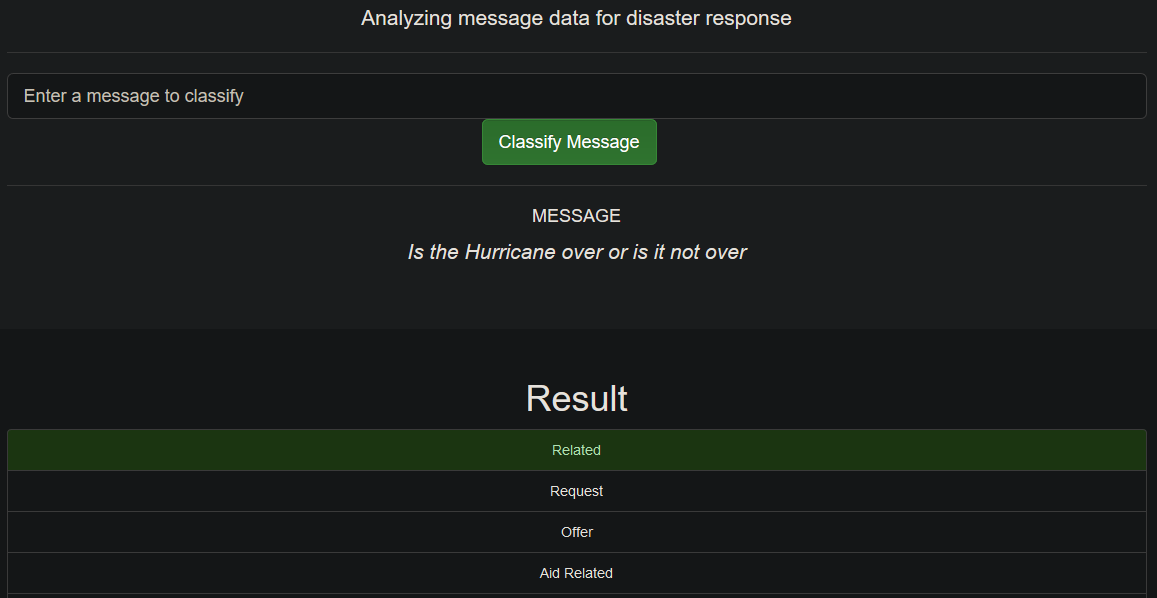 Analyzing message data for disaster response
Enter a message to classify
Classify Message
MESSAGE
Is the Hurricane over or is it not over
Result
Related
Request
Offer
Aid Related